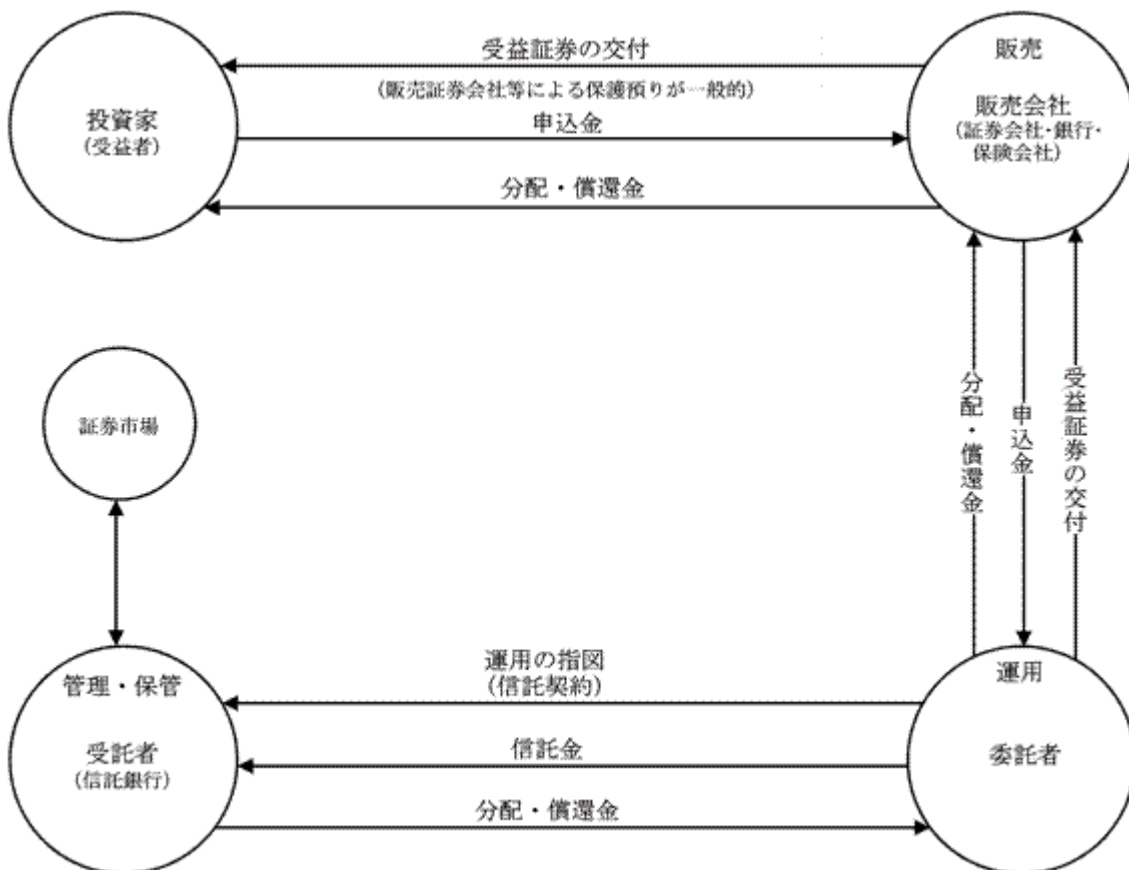 受益証券の交付
(販売証券会社等による保護預りが一般的)
申込金
分配・償還金
投資家
(受益者)
販売
販売会社
(証券会社・銀行・
保険会社)
証券市場
分配・償還金
申込金
受益証券の交付
管理・保管
受託者
(信託銀行)
運用の指図
(信託契約)
信託金
分配・償還金
運用
委託者